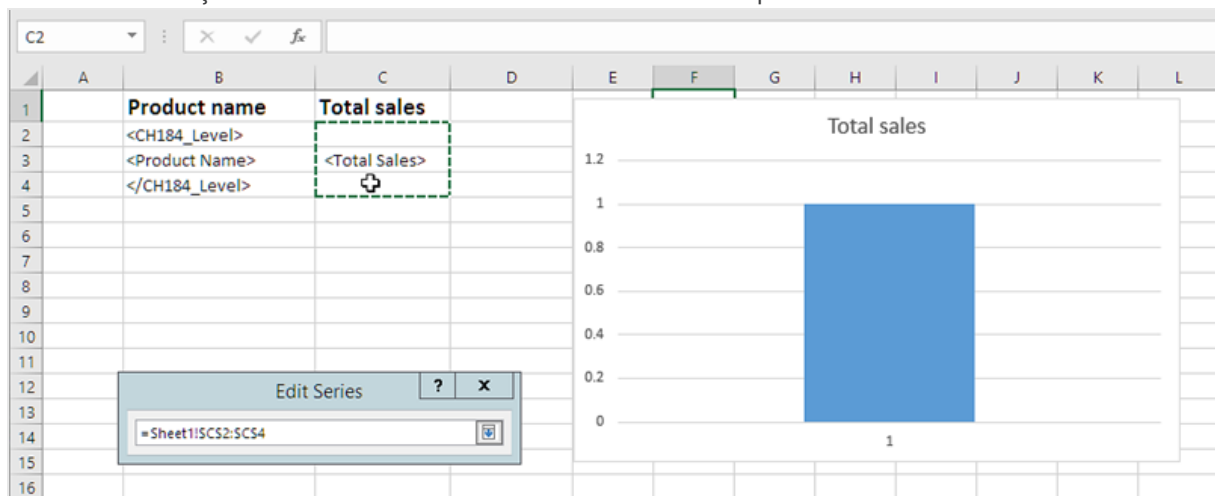 C2 fx
A B C D E F G H I J K L
1 Product name Total sales
2 <CH184_Level>
3 <Product Name> <Total Sales>
4 </CH184_Level>
5
6
7
8
9
10
11
12
13
14
15
16
Total sales
1.2
1
0.8
0.6
0.4
0.2
0
1
Edit Series ? x
=Sheet1!$C$2:$C$4